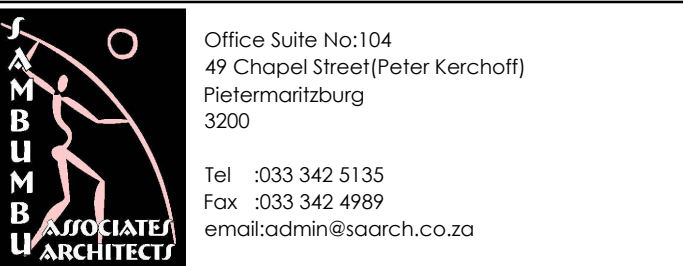 SAMBUMBU
ASSOCIATES
ARCHITECTS
Office Suite No:104
49 Chapel Street(Peter Kerchoff)
Pietermaritzburg
3200
Tel :033 342 5135
Fax :033 342 4989
email:admin@saarch.co.za